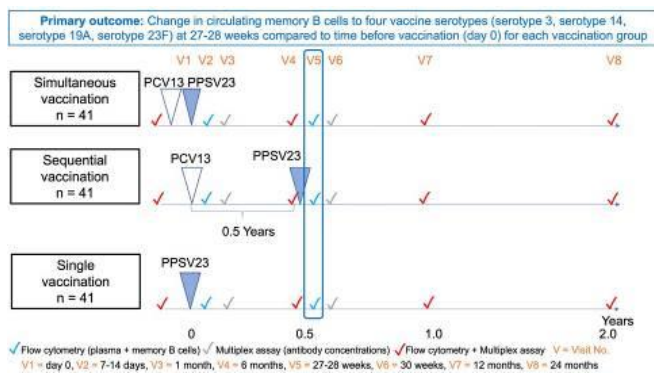 Primary outcome: Change in circulating memory B cells to four vaccine serotypes (serotype 3, serotype 14,
serotype 19A, serotype 23F) at 27-28 weeks compared to time before vaccination (day 0) for each vaccination group
V1 V2 V3 V4 V5 V6 V7 V8
Simultaneous
vaccination
n = 41
PCV13 PPSV23
Sequential
vaccination
n = 41
PCV13
PPSV23
0.5 Years
Single
vaccination
n = 41
PPSV23
0 0.5 1.0 2.0
Years
Flow cytometry (plasma + memory B cells) Multiplex assay (antibody concentrations) Flow cytometry + Multiplex assay V = Visit No.
V1 = day 0, V2 = 7-14 days, V3 = 1 month, V4 = 6 months, V5 = 27-28 weeks, V6 = 30 weeks, V7 = 12 months, V8 = 24 months